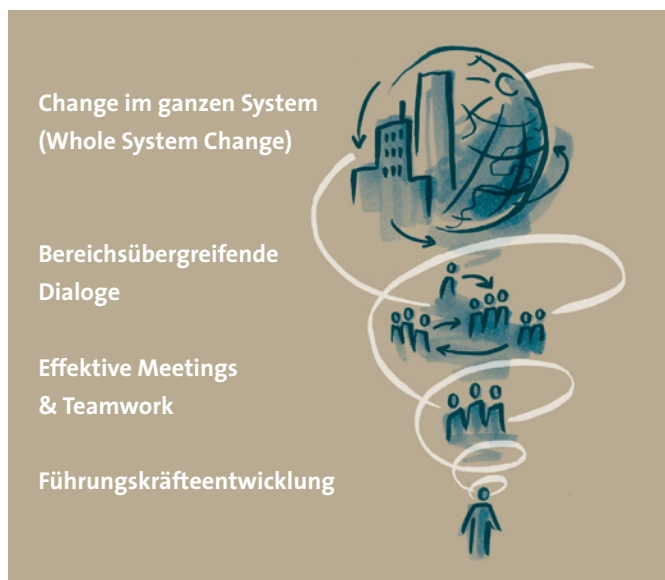 Change im ganzen System
(Whole System Change)
Bereichsübergreifende
Dialoge
Effektive Meetings
& Teamwork
Führungskräfteentwicklung